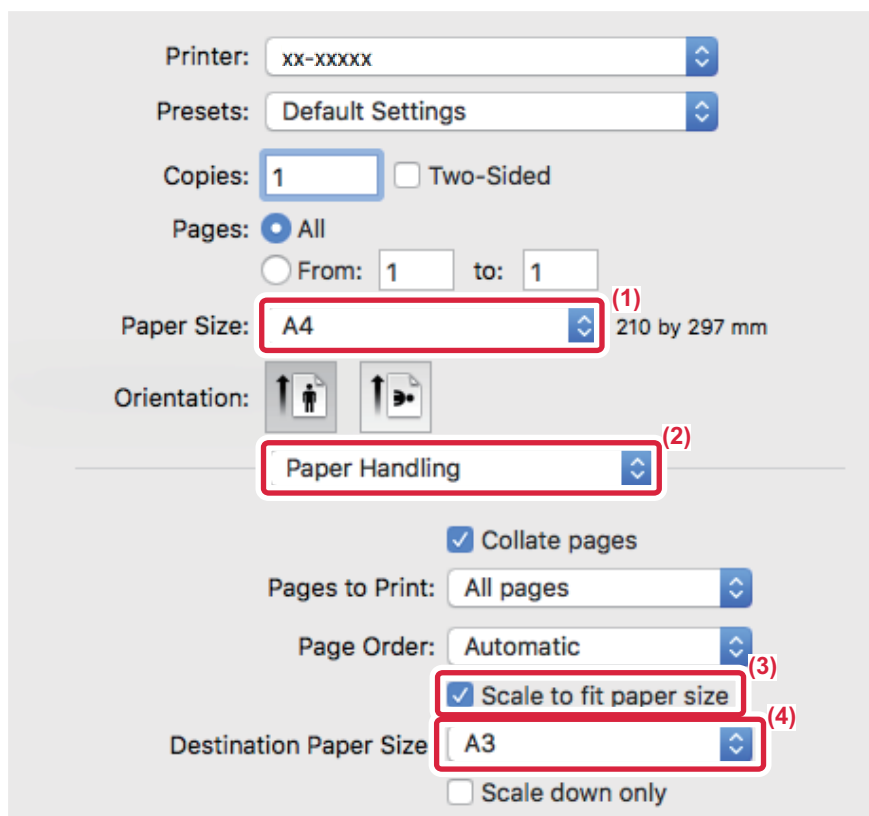 Printer: xx-xxxxx
Presets: Default Settings
Copies: 1 Two-Sided
Pages: All
From: 1 to: 1
(1)
Paper Size: A4 210 by 297 mm
Orientation:
(2)
Paper Handling
Collate pages
Pages to Print: All pages
Page Order: Automatic
(3)
Scale to fit paper size
(4)
Destination Paper Size A3
Scale down only